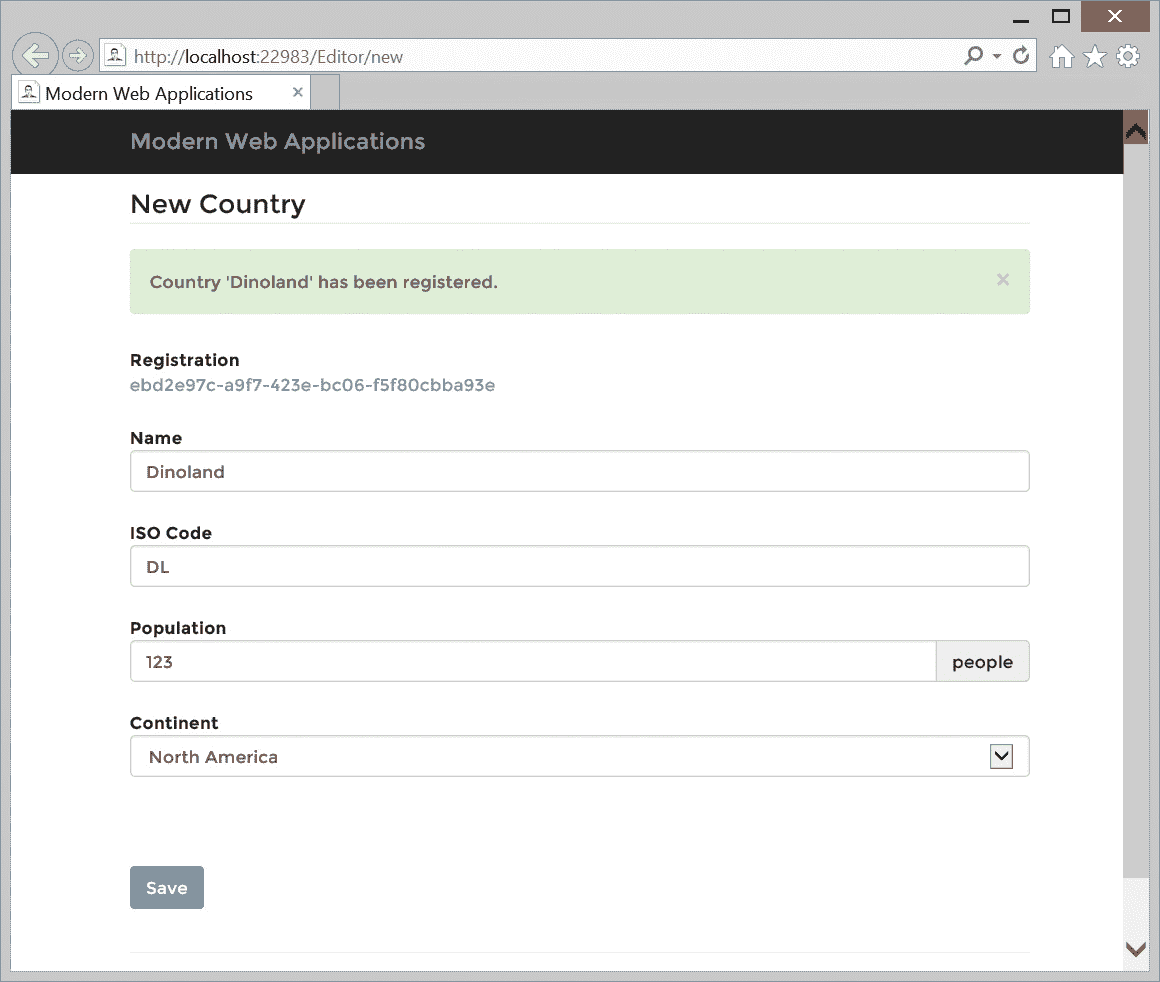 http://localhost:22983/Editor/new
Modern Web Applications
Modern Web Applications
New Country
Country 'Dinoland' has been registered.
Registration
ebd2e97c-a9f7-423e-bc06-f5f80cbba93e
Name
Dinoland
ISO Code
DL
Population
123 people
Continent
North America
Save